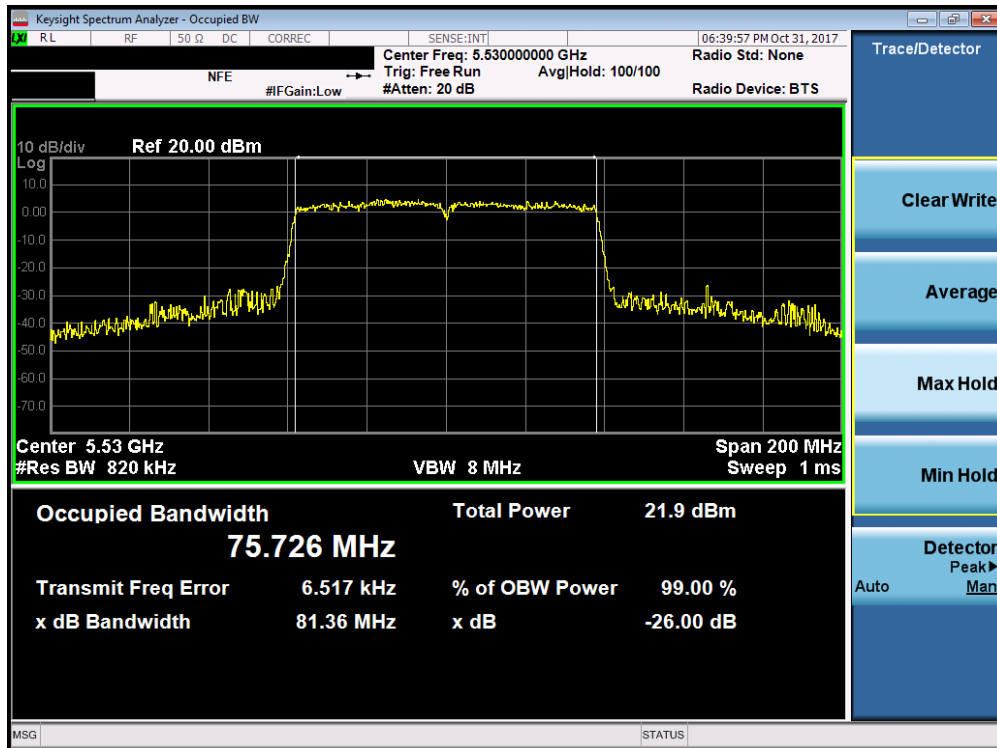 Keysight Spectrum Analyzer - Occupied BW
LXI RL RF 50 Ω DC CORREC SENSE:INT 06:39:57 PM Oct 31, 2017
Center Freq: 5.530000000 GHz Radio Std: None
NFE Trig: Free Run Avg|Hold: 100/100
#IFGain:Low #Atten: 20 dB Radio Device: BTS
Trace/Detector
10 dB/div Ref 20.00 dBm
Log
10.0
0.00
-10.0
-20.0
-30.0
-40.0
-50.0
-60.0
-70.0
Center 5.53 GHz Span 200 MHz
#Res BW 820 kHz VBW 8 MHz Sweep 1 ms
Occupied Bandwidth Total Power 21.9 dBm
75.726 MHz
Transmit Freq Error 6.517 kHz % of OBW Power 99.00 %
x dB Bandwidth 81.36 MHz x dB -26.00 dB
Clear Write
Average
Max Hold
Min Hold
Detector
Peak▶
Auto Man
MSG STATUS